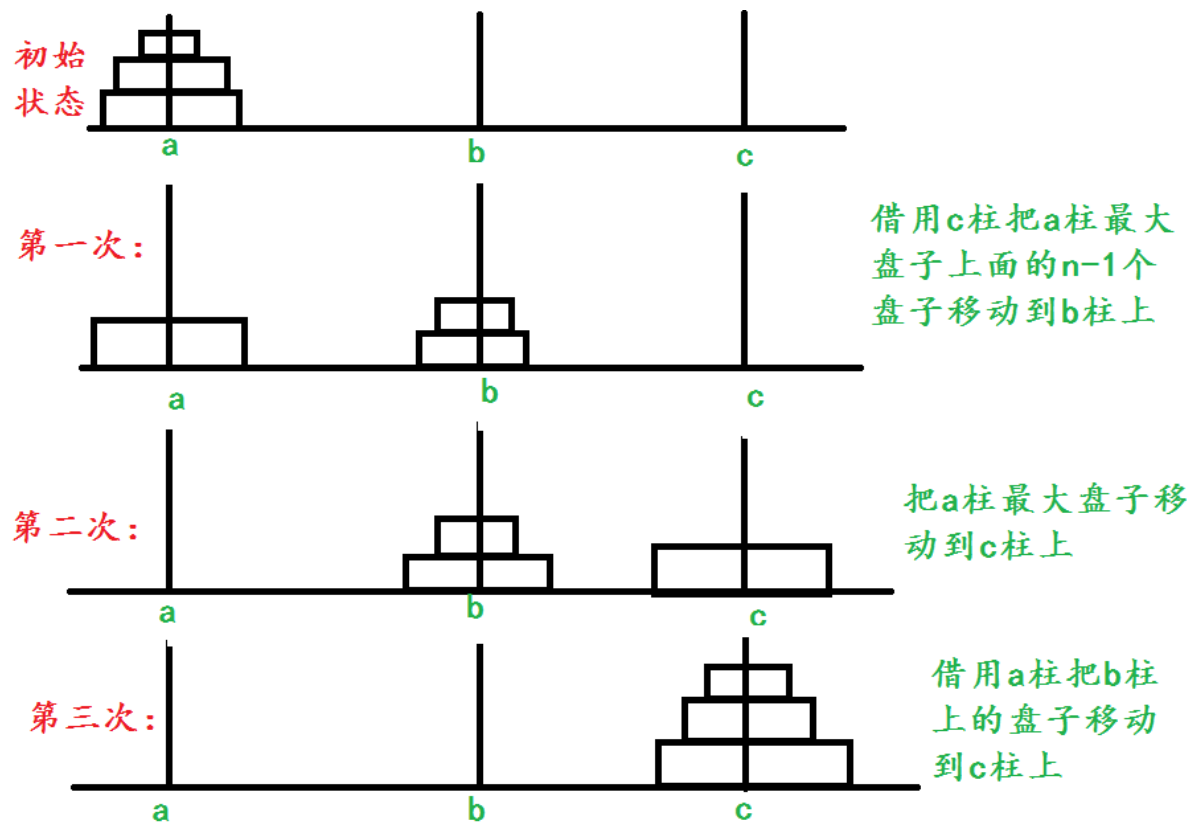 初始
状态
a
b
c
第一次：
借用c柱把a柱最大
盘子上面的n-1个
盘子移动到b柱上
a
b
c
第二次：
把a柱最大盘子移
动到c柱上
a
b
c
第三次：
借用a柱把b柱
上的盘子移动
到c柱上
a
b
c